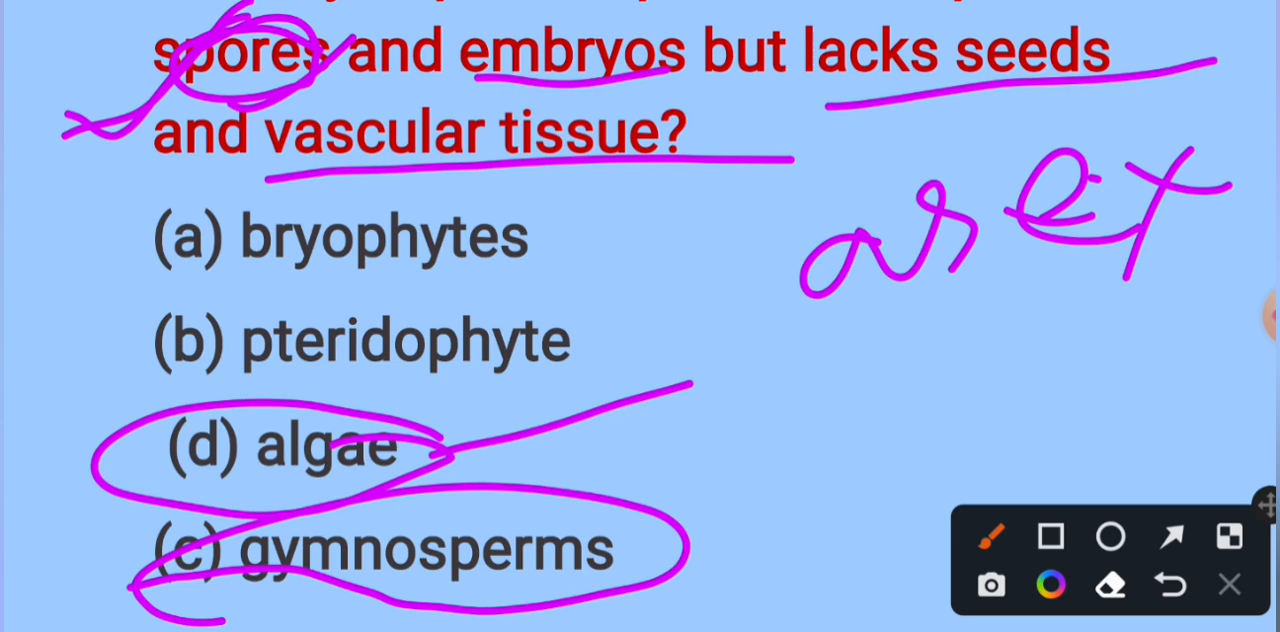 spores and embryos but lacks seeds
and vascular tissue?
(a) bryophytes
(b) pteridophyte
(d) algae
(c) gymnosperms